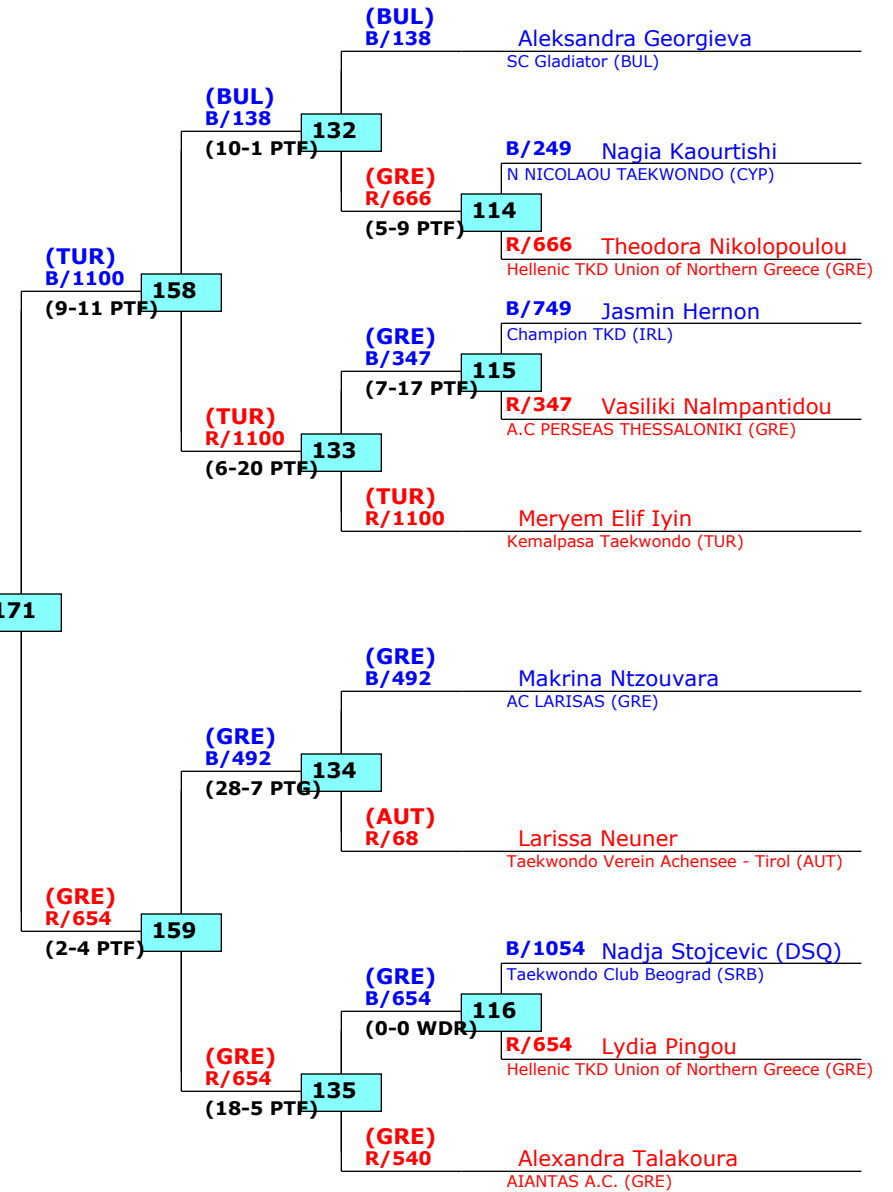 (BUL)
B/138
Aleksandra Georgieva
SC Gladiator (BUL)
(BUL)
B/138
132
(10-1 PTF)
B/249 Nagia Kaourtishi
N NICOLAOU TAEKWONDO (CYP)
(GRE)
R/666
114
(5-9 PTF)
R/666 Theodora Nikolopoulou
Hellenic TKD Union of Northern Greece (GRE)
(TUR)
B/1100
158
(9-11 PTF)
B/749 Jasmin Hernon
Champion TKD (IRL)
(GRE)
B/347
115
(7-17 PTF)
R/347 Vasiliki Nalmpantidou
A.C PERSEAS THESSALONIKI (GRE)
(TUR)
R/1100
133
(6-20 PTF)
(TUR)
R/1100
Meryem Elif Iyin
Kemalpasa Taekwondo (TUR)
171
(GRE)
B/492
Makrina Ntzouvara
AC LARISAS (GRE)
(GRE)
B/492
134
(28-7 PTG)
(AUT)
R/68
Larissa Neuner
Taekwondo Verein Achensee - Tirol (AUT)
(GRE)
R/654
159
(2-4 PTF)
B/1054 Nadja Stojcevic (DSQ)
Taekwondo Club Beograd (SRB)
(GRE)
B/654
116
(0-0 WDR)
R/654 Lydia Pingou
Hellenic TKD Union of Northern Greece (GRE)
(GRE)
R/654
135
(18-5 PTF)
(GRE)
R/540
Alexandra Talakoura
AIANTAS A.C. (GRE)